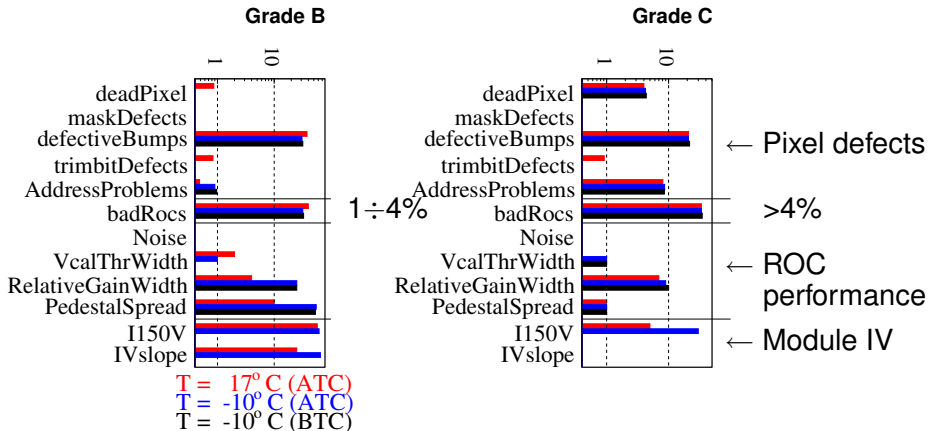 Grade B
1 10
deadPixel
maskDefects
defectiveBumps
trimbitDefects
AddressProblems
badRocs
Noise
VcalThrWidth
RelativeGainWidth
PedestalSpread
I150V
IVslope
1÷4%
T = 17° C (ATC)
T = -10° C (ATC)
T = -10° C (BTC)
Grade C
1 10
deadPixel
maskDefects
defectiveBumps
trimbitDefects
AddressProblems
badRocs
Noise
VcalThrWidth
RelativeGainWidth
PedestalSpread
I150V
IVslope
← Pixel defects
>4%
← ROC
performance
← Module IV